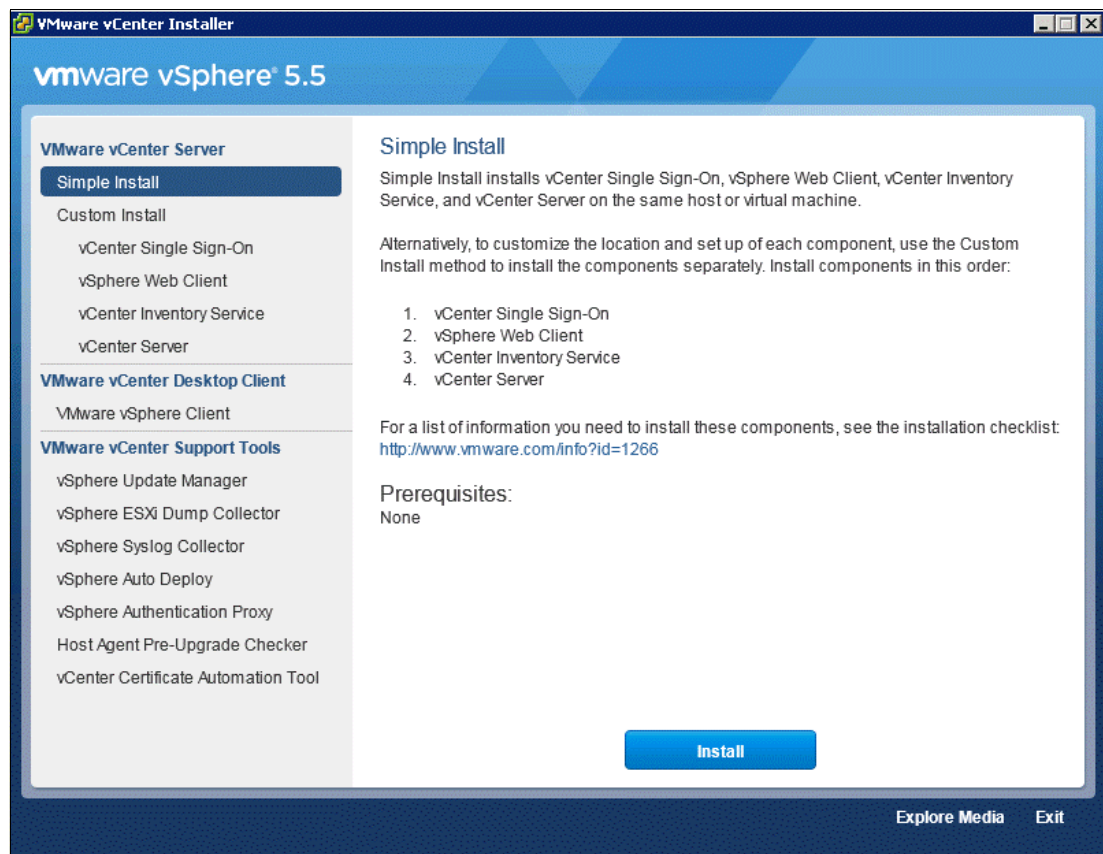 VMware vCenter Installer
vmware vSphere® 5.5
VMware vCenter Server
Simple Install
Custom Install
vCenter Single Sign-On
vSphere Web Client
vCenter Inventory Service
vCenter Server
VMware vCenter Desktop Client
VMware vSphere Client
VMware vCenter Support Tools
vSphere Update Manager
vSphere ESXi Dump Collector
vSphere Syslog Collector
vSphere Auto Deploy
vSphere Authentication Proxy
Host Agent Pre-Upgrade Checker
vCenter Certificate Automation Tool
Simple Install
Simple Install installs vCenter Single Sign-On, vSphere Web Client, vCenter Inventory
Service, and vCenter Server on the same host or virtual machine.
Alternatively, to customize the location and set up of each component, use the Custom
Install method to install the components separately. Install components in this order:
1. vCenter Single Sign-On
2. vSphere Web Client
3. vCenter Inventory Service
4. vCenter Server
For a list of information you need to install these components, see the installation checklist:
http://www.vmware.com/info?id=1266
Prerequisites:
None
Install
Explore Media Exit